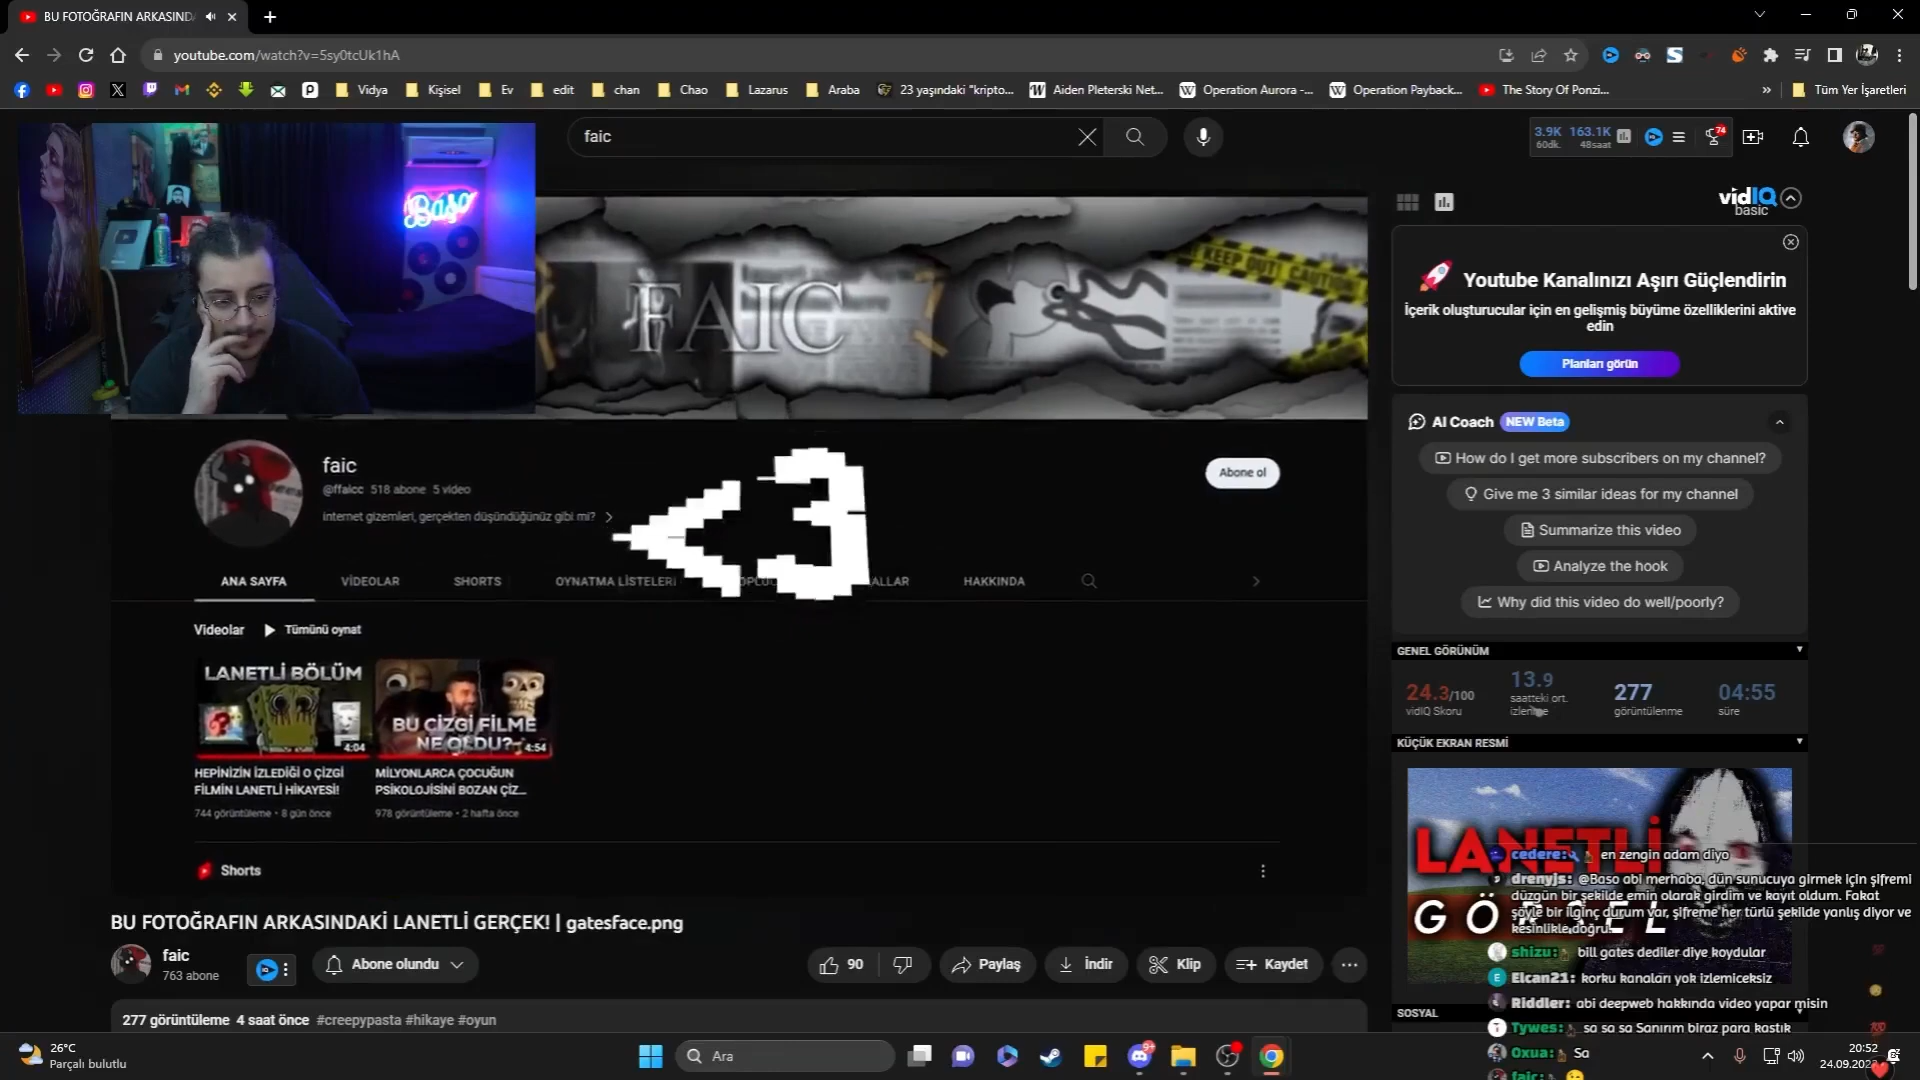 BU FOTOĞRAFIN ARKASIND
youtube.com/watch?v=5sy0tcUk1hA
Vidya
Kişisel
Ev
edit
chan
Chao
Lazarus
Araba
23 yaşındaki "kripto...
Aiden Pleterski Net...
Operation Aurora -...
Operation Payback...
The Story Of Ponzi...
»
Tüm Yer İşaretleri
faic
3.9K 163.1K
60dk. 48saat
74
Başo
FAIC
KEEP OUT! CAUTION
vidIQ
basic
Youtube Kanalınızı Aşırı Güçlendirin
İçerik oluşturucular için en gelişmiş büyüme özelliklerini aktive
edin
Planları görün
faic
@ffaicc 518 abone 5 video
internet gizemleri, gerçekten düşündüğünüz gibi mi?
Abone ol
<3
ANA SAYFA
VİDEOLAR
SHORTS
OYNATMA LİSTELERİ
HAKKINDA
AI Coach NEW Beta
How do I get more subscribers on my channel?
Give me 3 similar ideas for my channel
Summarize this video
Analyze the hook
Why did this video do well/poorly?
Videolar
Tümünü oynat
LANETLİ BÖLÜM
4:04
BU ÇİZGİ FİLME
NE OLDU?
4:54
HEPİNİZİN İZLEDİĞİ O ÇİZGİ
FİLMİN LANETLİ HİKAYESİ!
744 görüntüleme • 8 gün önce
MİLYONLARCA ÇOCUĞUN
PSİKOLOJİSİNİ BOZAN ÇİZ...
978 görüntüleme • 2 hafta önce
Shorts
GENEL GÖRÜNÜM
24.3/100
vidIQ Skoru
13.9
saatteki ort.
izlenme
277
görüntülenme
04:55
süre
KÜÇÜK EKRAN RESMİ
LANETLİ
GÖRSEL
cedere: en zengin adam diyo
drenyjs: @Baso abi merhaba, dün sunucuya girmek için şifremi
düzgün bir şekilde emin olarak girdim ve kayıt oldum. Fakat
şöyle bir ilginç durum var, şifreme her türlü şekilde yanlış diyor ve
kesinlikle doğru.
shizu: bill gates dediler diye koydular
Elcan21: korku kanaları yok izlemiceksiz
Riddler: abi deepweb hakkında video yapar misin
Tywes: sa sa sa Sanırım biraz para kastık
Oxua: Sa
faic:
SOSYAL
BU FOTOĞRAFIN ARKASINDAKİ LANETLİ GERÇEK! | gatesface.png
faic
763 abone
Abone olundu
90
Paylaş
İndir
Klip
Kaydet
277 görüntüleme 4 saat önce #creepypasta #hikaye #oyun
26°C
Parçalı bulutlu
Ara
9+
20:52